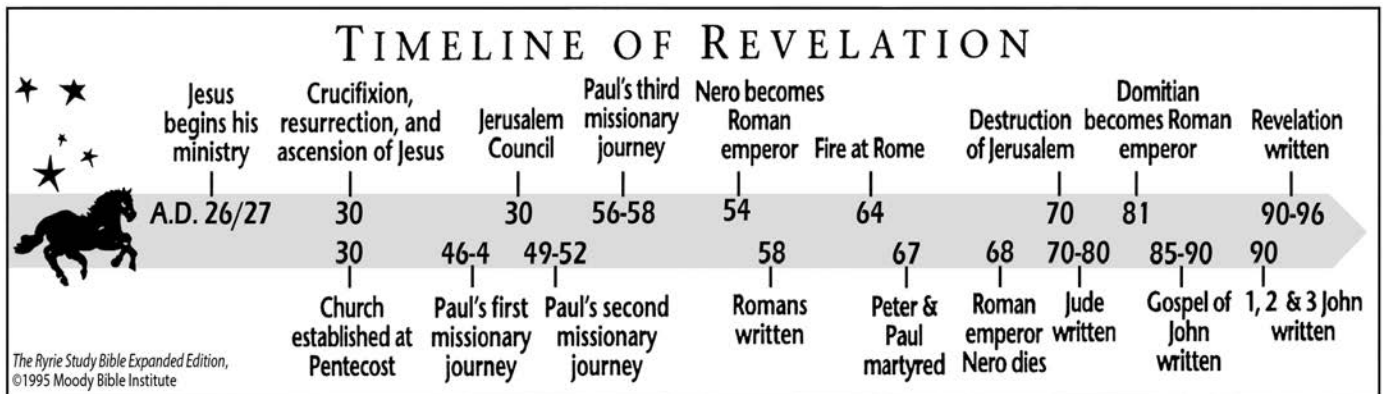 TIMELINE OF REVELATION
Jesus
begins his
ministry
Crucifixion,
resurrection, and
ascension of Jesus
Jerusalem
Council
Paul's third
missionary
journey
Nero becomes
Roman
emperor
Fire at Rome
Destruction
of Jerusalem
Domitian
becomes Roman
emperor
Revelation
written
A.D. 26/27
30
30
56-58
54
64
70
81
90-96
30
46-4
49-52
58
67
68
70-80
85-90
90
Church
established at
Pentecost
Paul's first
missionary
journey
Paul's second
missionary
journey
Romans
written
Peter &
Paul
martyred
Roman
emperor
Nero dies
Jude
written
Gospel of
John
written
1, 2 & 3 John
written
The Ryrie Study Bible Expanded Edition,
©1995 Moody Bible Institute